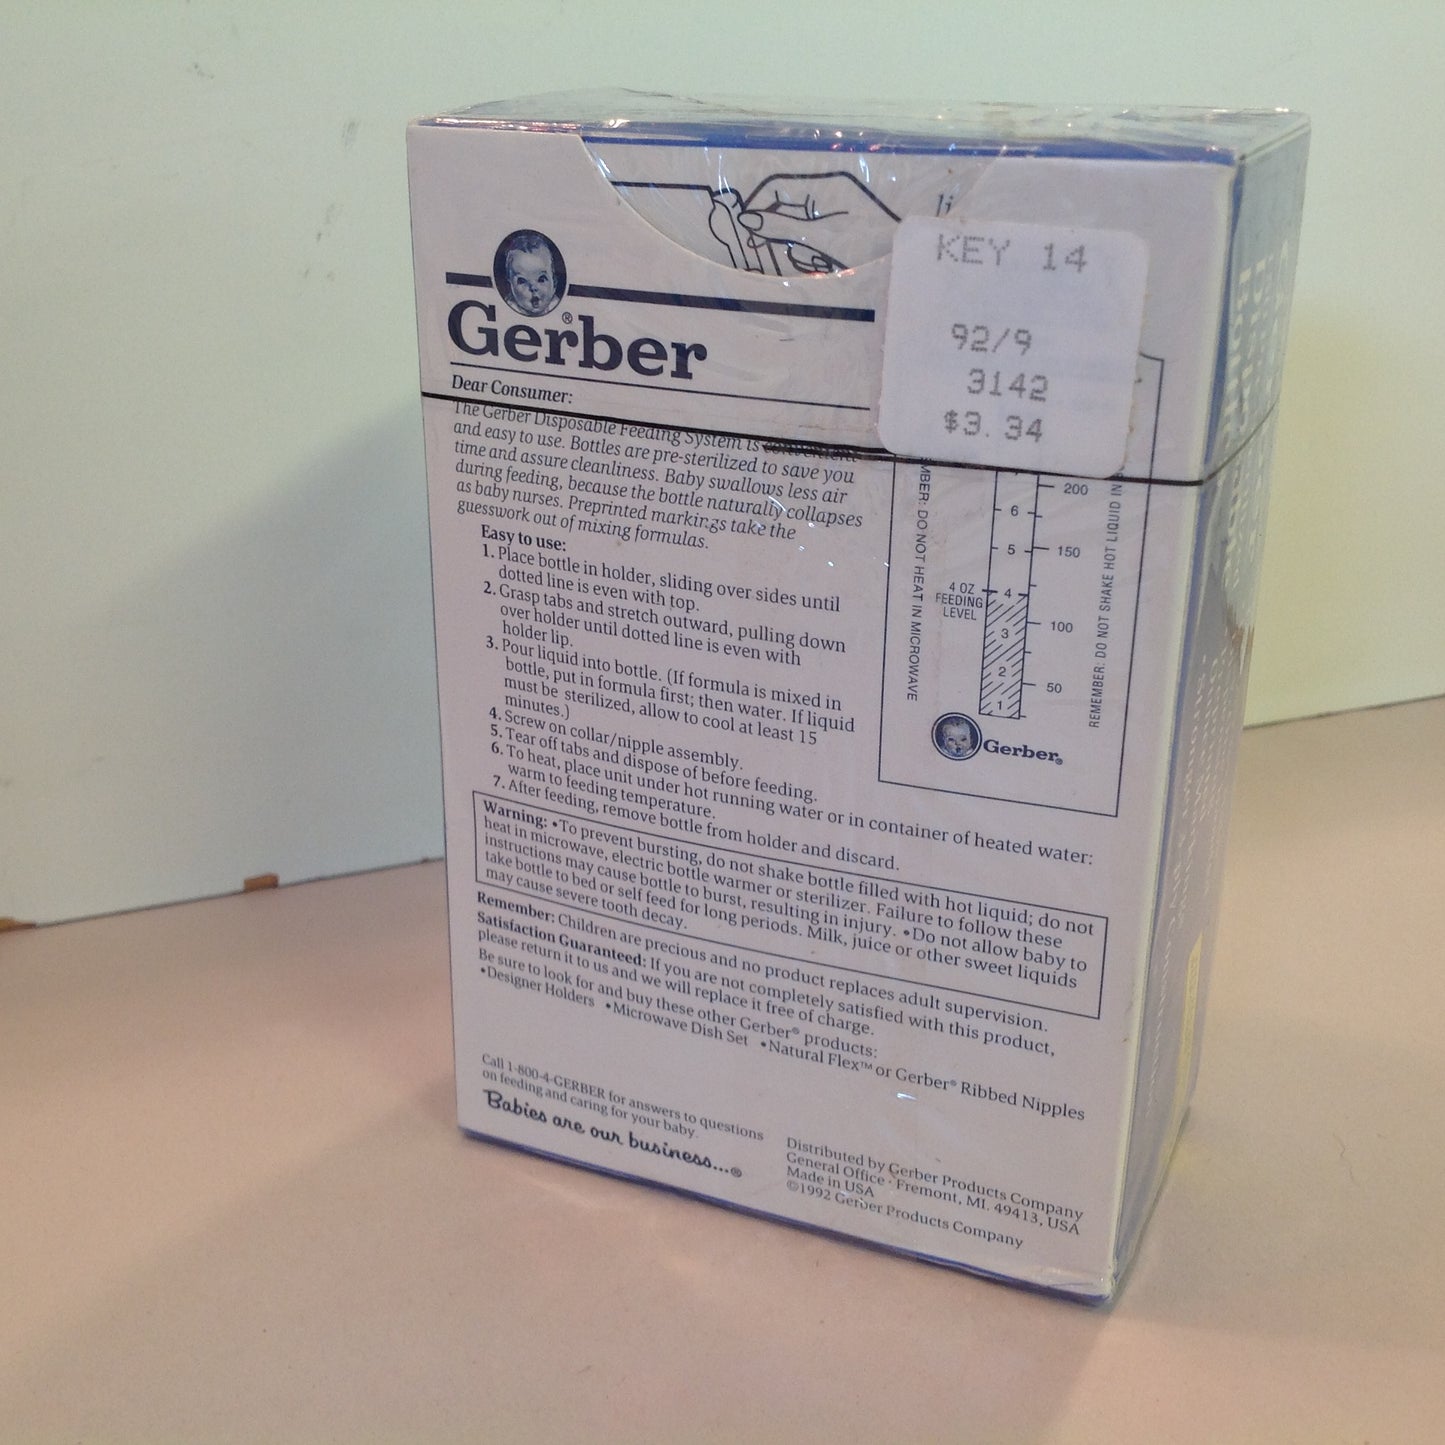 li
KEY 14
92/9
3142
$3.34
Gerber®
Dear Consumer:
The Gerber Disposable Feeding System is convenient
and easy to use. Bottles are pre-sterilized to save you
time and assure cleanliness. Baby swallows less air
during feeding, because the bottle naturally collapses
as baby nurses. Preprinted markings take the
guesswork out of mixing formulas.
Easy to use:
1. Place bottle in holder, sliding over sides until
dotted line is even with top.
2. Grasp tabs and stretch outward, pulling down
over holder until dotted line is even with
holder lip.
3. Pour liquid into bottle. (If formula is mixed in
bottle, put in formula first; then water. If liquid
must be sterilized, allow to cool at least 15
minutes.)
4. Screw on collar/nipple assembly.
5. Tear off tabs and dispose of before feeding.
6. To heat, place unit under hot running water or in container of heated water:
warm to feeding temperature.
7. After feeding, remove bottle from holder and discard.
MBER: DO NOT HEAT IN MICROWAVE
200
6
5 150
4 OZ 4
FEEDING
LEVEL
3 100
2
50
1
REMEMBER: DO NOT SHAKE HOT LIQUID IN
Gerber®
Warning: •To prevent bursting, do not shake bottle filled with hot liquid; do not
heat in microwave, electric bottle warmer or sterilizer. Failure to follow these
instructions may cause bottle to burst, resulting in injury. •Do not allow baby to
take bottle to bed or self feed for long periods. Milk, juice or other sweet liquids
may cause severe tooth decay.
Remember: Children are precious and no product replaces adult supervision.
Satisfaction Guaranteed: If you are not completely satisfied with this product,
please return it to us and we will replace it free of charge.
Be sure to look for and buy these other Gerber® products:
•Designer Holders •Microwave Dish Set •Natural Flex™ or Gerber® Ribbed Nipples
Call 1-800-4-GERBER for answers to questions
on feeding and caring for your baby.
Babies are our business...®
Distributed by Gerber Products Company
General Office · Fremont, MI. 49413, USA
Made in USA
©1992 Gerber Products Company